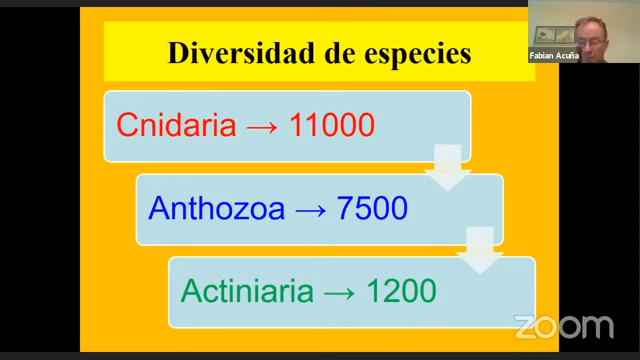 Diversidad de especies
Fabian Acuña
Cnidaria → 11000
Anthozoa → 7500
Actiniaria → 1200
zoom